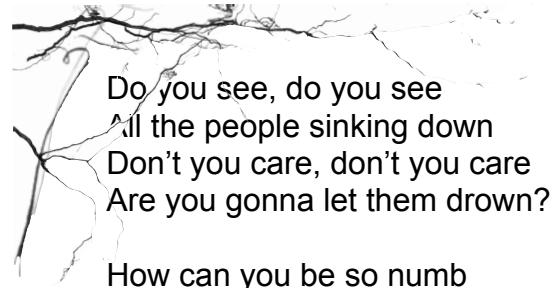 Do you see, do you see
All the people sinking down
Don’t you care, don’t you care
Are you gonna let them drown?
How can you be so numb